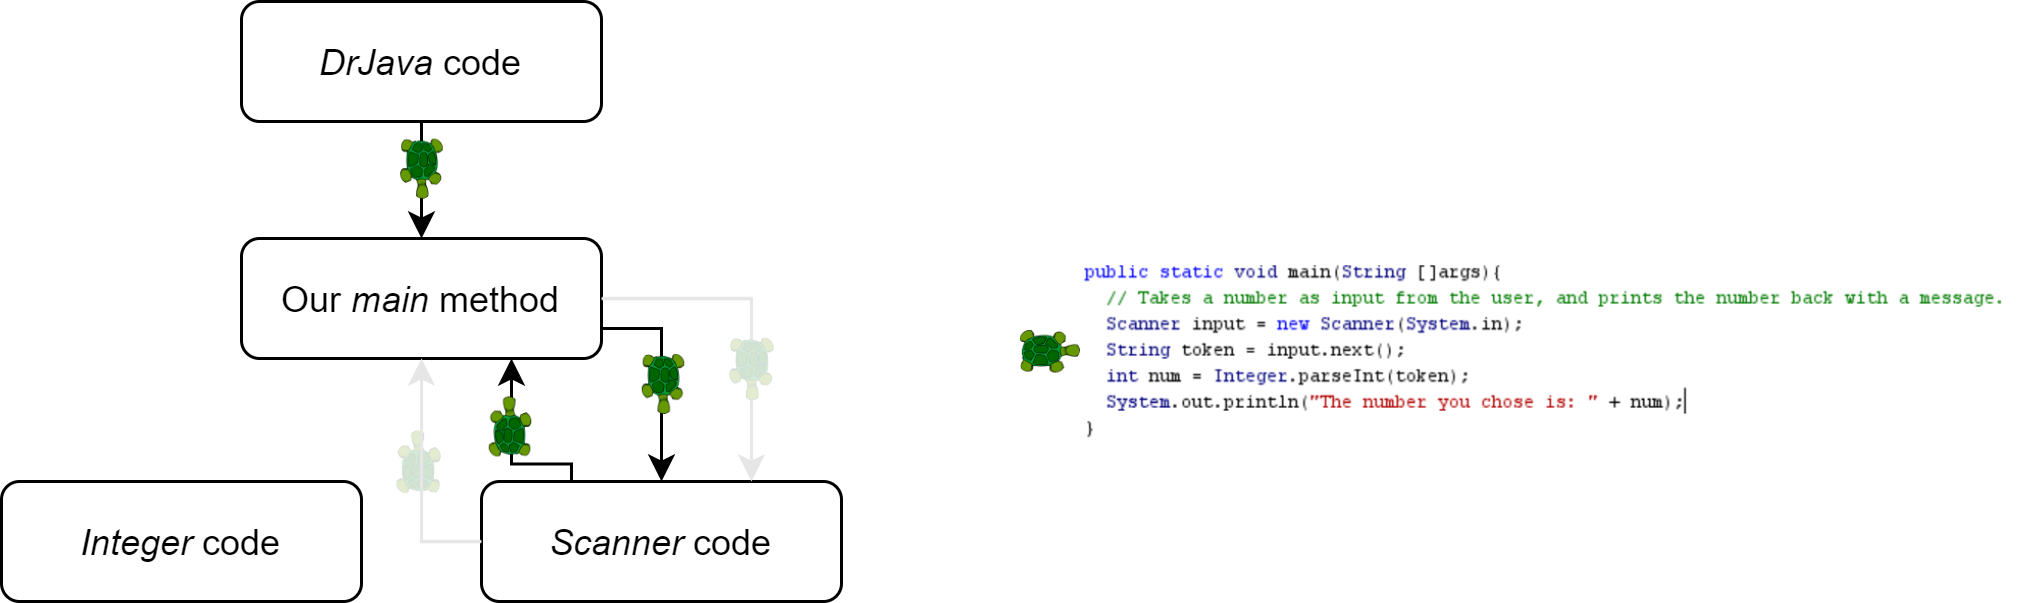 DrJava code
Our main method
Integer code
Scanner code
public static void main(String []args){
// Takes a number as input from the user, and prints the number back with a message.
Scanner input = new Scanner(System.in);
String token = input.next();
int num = Integer.parseInt(token);
System.out.println("The number you chose is: " + num);
}